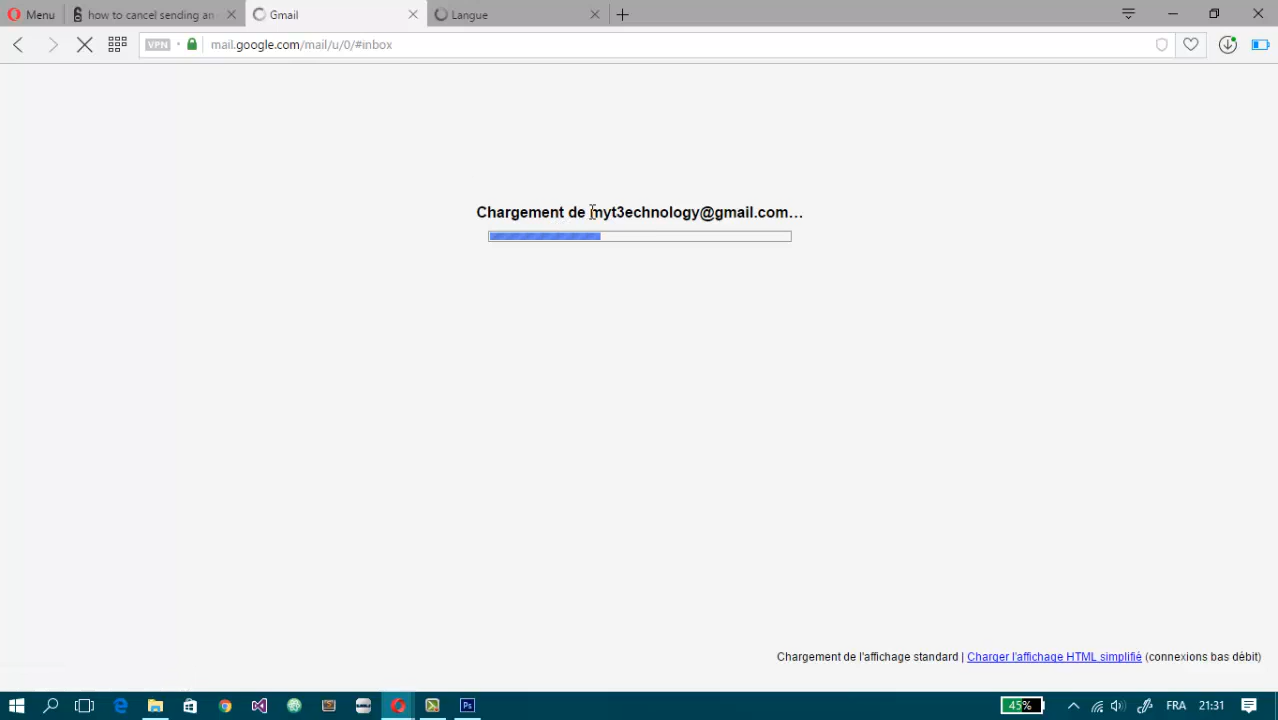 Menu
how to cancel sending an
Gmail
Langue
VPN
mail.google.com/mail/u/0/#inbox
Chargement de myt3echnology@gmail.com…
Chargement de l'affichage standard | Charger l'affichage HTML simplifié (connexions bas débit)
Ps
45%
FRA
21:31